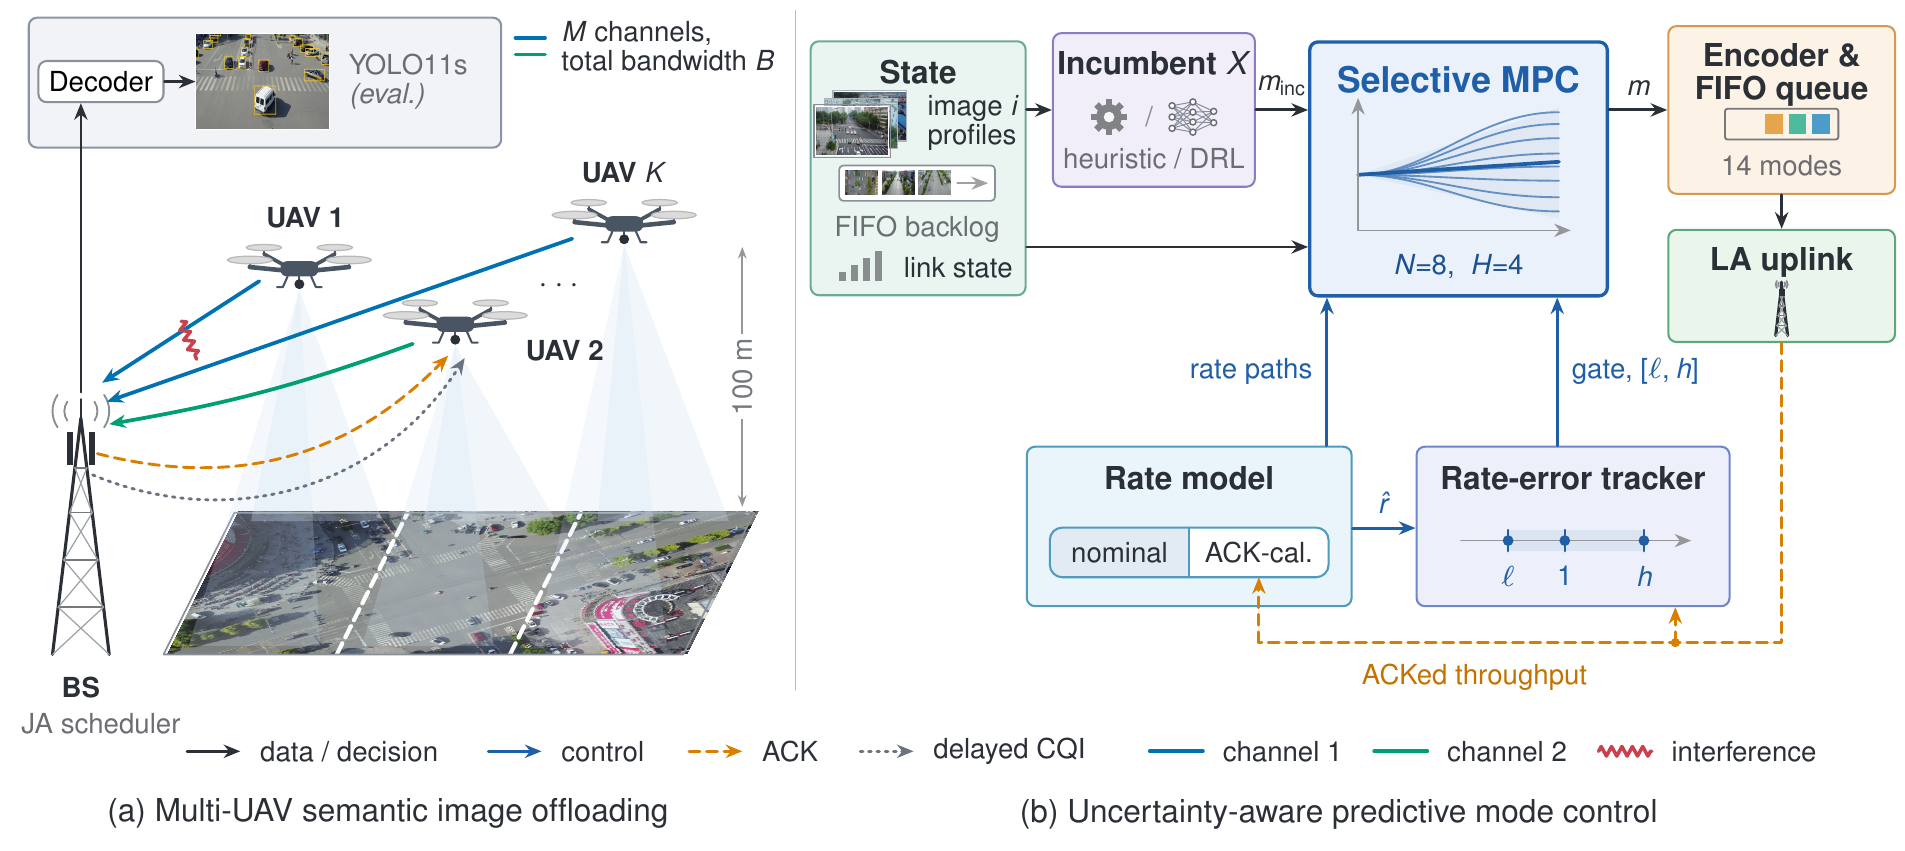 Decoder
YOLO11s
(eval.)
M channels,
total bandwidth B
UAV 1
UAV K
. . .
UAV 2
100 m
BS
JA scheduler
State
image i
profiles
FIFO backlog
link state
Incumbent X
/
heuristic / DRL
m_inc
Selective MPC
N=8, H=4
m
Encoder &
FIFO queue
14 modes
LA uplink
rate paths
gate, [ℓ, h]
Rate model
nominal
ACK-cal.
r̂
Rate-error tracker
ℓ 1 h
ACKed throughput
data / decision
control
ACK
delayed CQI
channel 1
channel 2
interference
(a) Multi-UAV semantic image offloading
(b) Uncertainty-aware predictive mode control